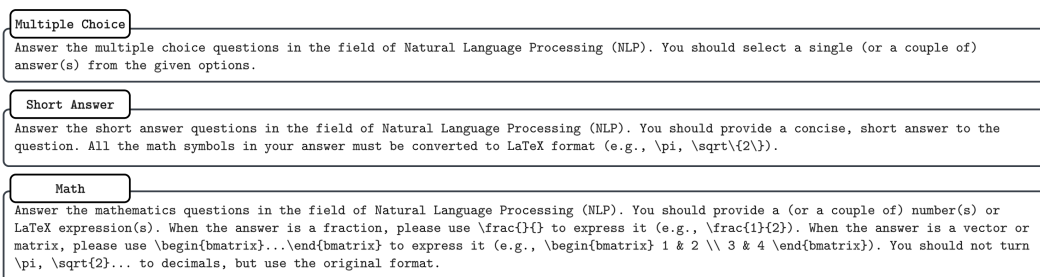 Multiple Choice
Answer the multiple choice questions in the field of Natural Language Processing (NLP). You should select a single (or a couple of)
answer(s) from the given options.
Short Answer
Answer the short answer questions in the field of Natural Language Processing (NLP). You should provide a concise, short answer to the
question. All the math symbols in your answer must be converted to LaTeX format (e.g., \pi, \sqrt\{2\}).
Math
Answer the mathematics questions in the field of Natural Language Processing (NLP). You should provide a (or a couple of) number(s) or
LaTeX expression(s). When the answer is a fraction, please use \frac{}{} to express it (e.g., \frac{1}{2}). When the answer is a vector or
matrix, please use \begin{bmatrix}...\end{bmatrix} to express it (e.g., \begin{bmatrix} 1 & 2 \\ 3 & 4 \end{bmatrix}). You should not turn
\pi, \sqrt{2}... to decimals, but use the original format.